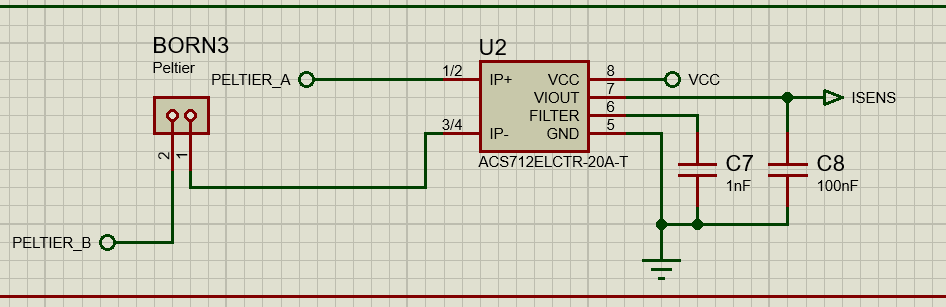 BORN3
Peltier
2
1
PELTIER_A
PELTIER_B
U2
1/2
IP+
3/4
IP-
VCC
8
VIOUT
7
FILTER
6
GND
5
ACS712ELCTR-20A-T
VCC
ISENS
C7
1nF
C8
100nF